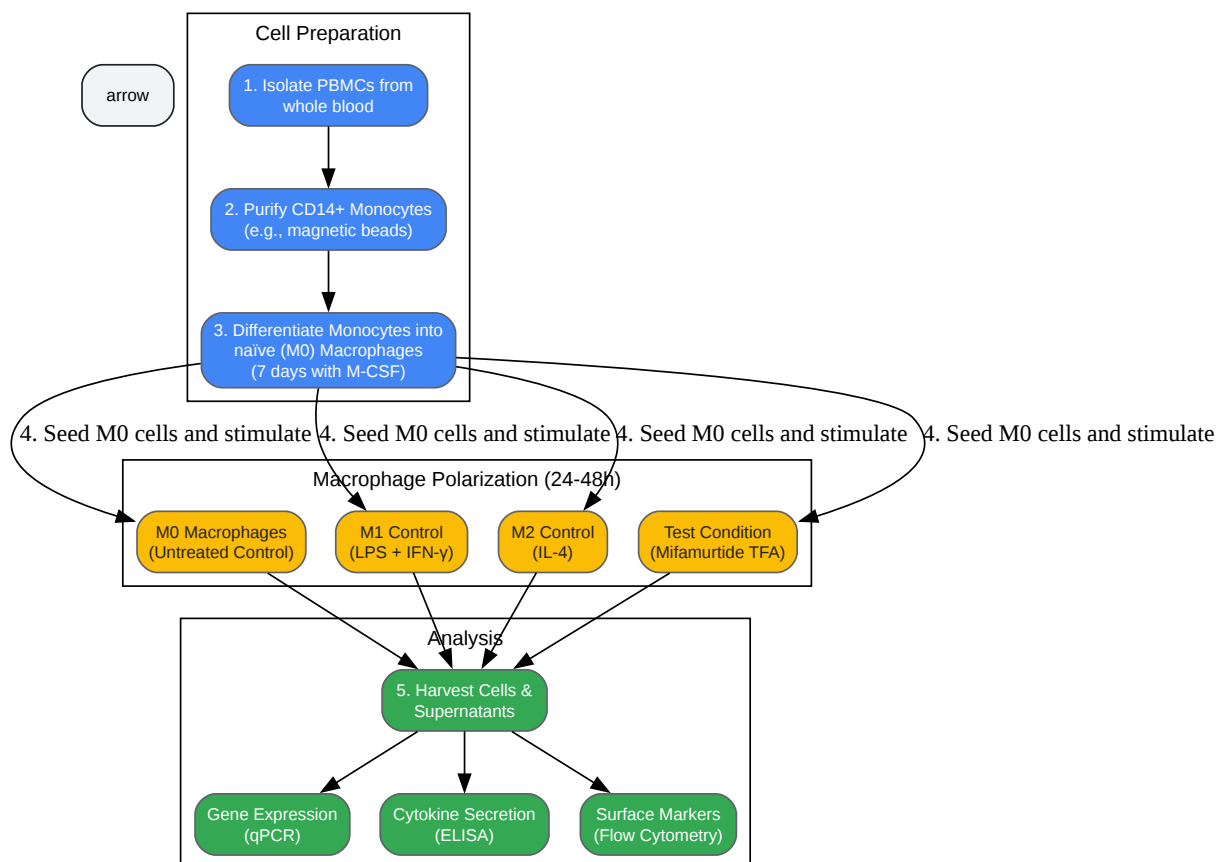 Cell Preparation
arrow
1. Isolate PBMCs from
whole blood
2. Purify CD14+ Monocytes
(e.g., magnetic beads)
3. Differentiate Monocytes into
naïve (M0) Macrophages
(7 days with M-CSF)
4. Seed M0 cells and stimulate
4. Seed M0 cells and stimulate
4. Seed M0 cells and stimulate
4. Seed M0 cells and stimulate
Macrophage Polarization (24-48h)
M0 Macrophages
(Untreated Control)
M1 Control
(LPS + IFN-γ)
M2 Control
(IL-4)
Test Condition
(Mifamurtide TFA)
Analysis
5. Harvest Cells &
Supernatants
Gene Expression
(qPCR)
Cytokine Secretion
(ELISA)
Surface Markers
(Flow Cytometry)